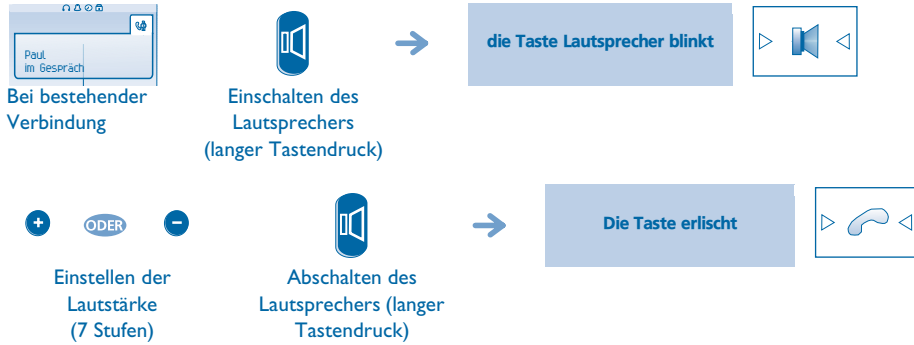 Paul
im Gespräch
Bei bestehender
Verbindung
Einschalten des
Lautsprechers
(langer Tastendruck)
die Taste Lautsprecher blinkt
+
ODER
-
Einstellen der
Lautstärke
(7 Stufen)
Abschalten des
Lautsprechers (langer
Tastendruck)
Die Taste erlischt